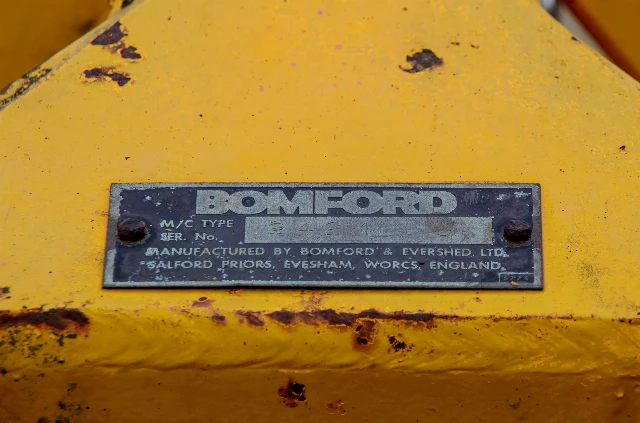 BOMFORD
M/C TYPE
SER. No.
MANUFACTURED BY BOMFORD & EVERSHED, LTD.
SALFORD PRIORS, EVESHAM, WORCS, ENGLAND.